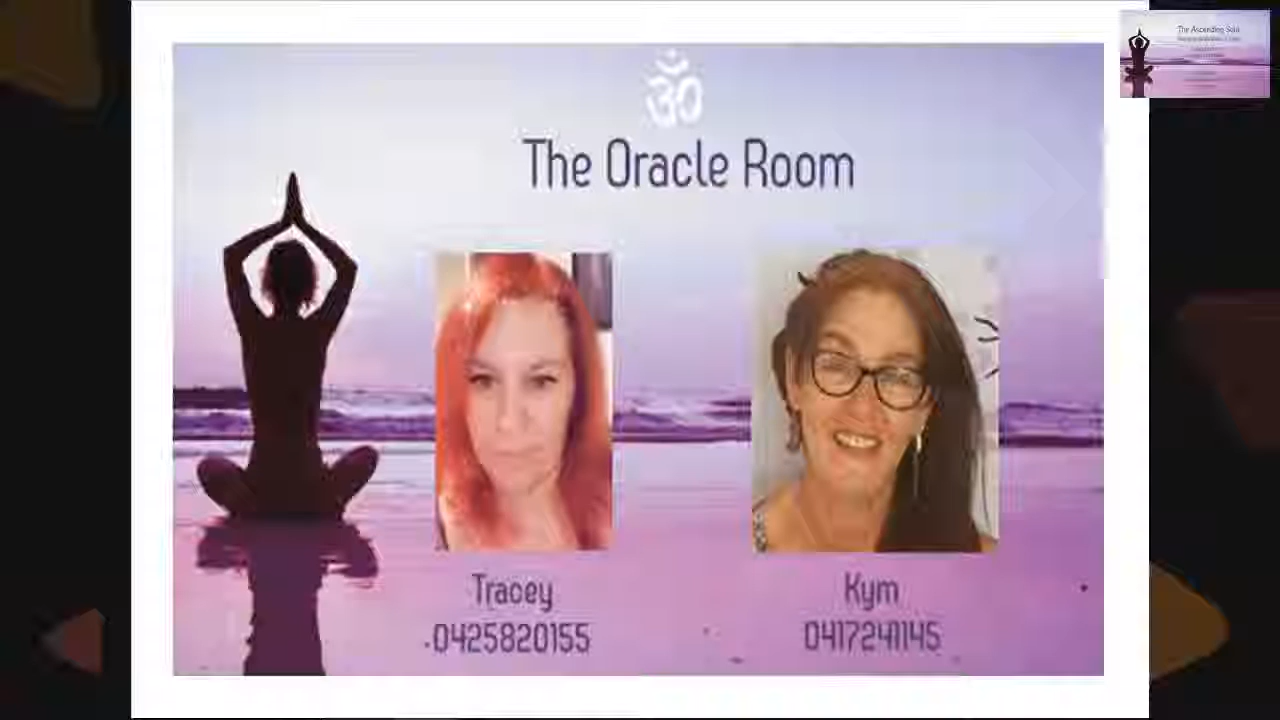 ॐ
The Oracle Room
Tracey
0425820155
Kym
0417241145
The Ascending Soul